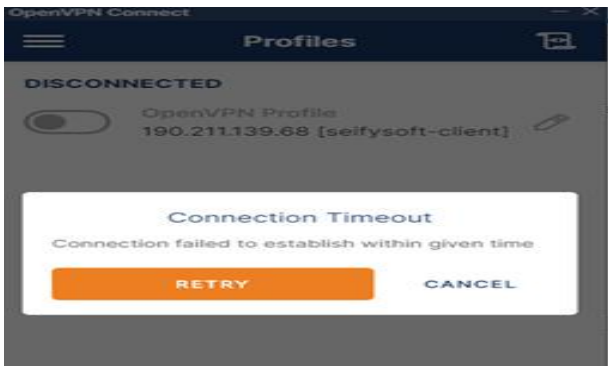 OpenVPN Connect
Profiles
DISCONNECTED
OpenVPN Profile
190.211.139.68 [seifysoft-client]
Connection Timeout
Connection failed to establish within given time
RETRY
CANCEL